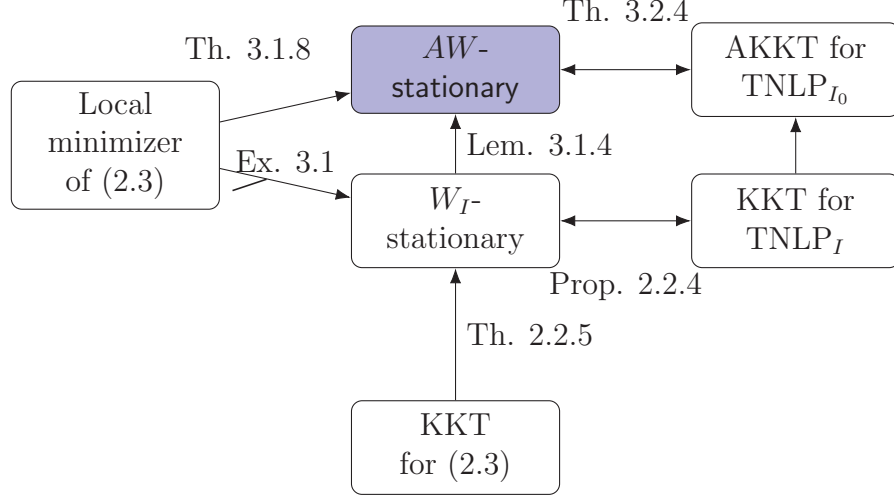 Th. 3.2.4
Th. 3.1.8
AW-
stationary
AKKT for
TNLP_{I_0}
Local
minimizer
of (2.3)
Ex. 3.1
Lem. 3.1.4
W_I-
stationary
KKT for
TNLP_I
Prop. 2.2.4
Th. 2.2.5
KKT
for (2.3)